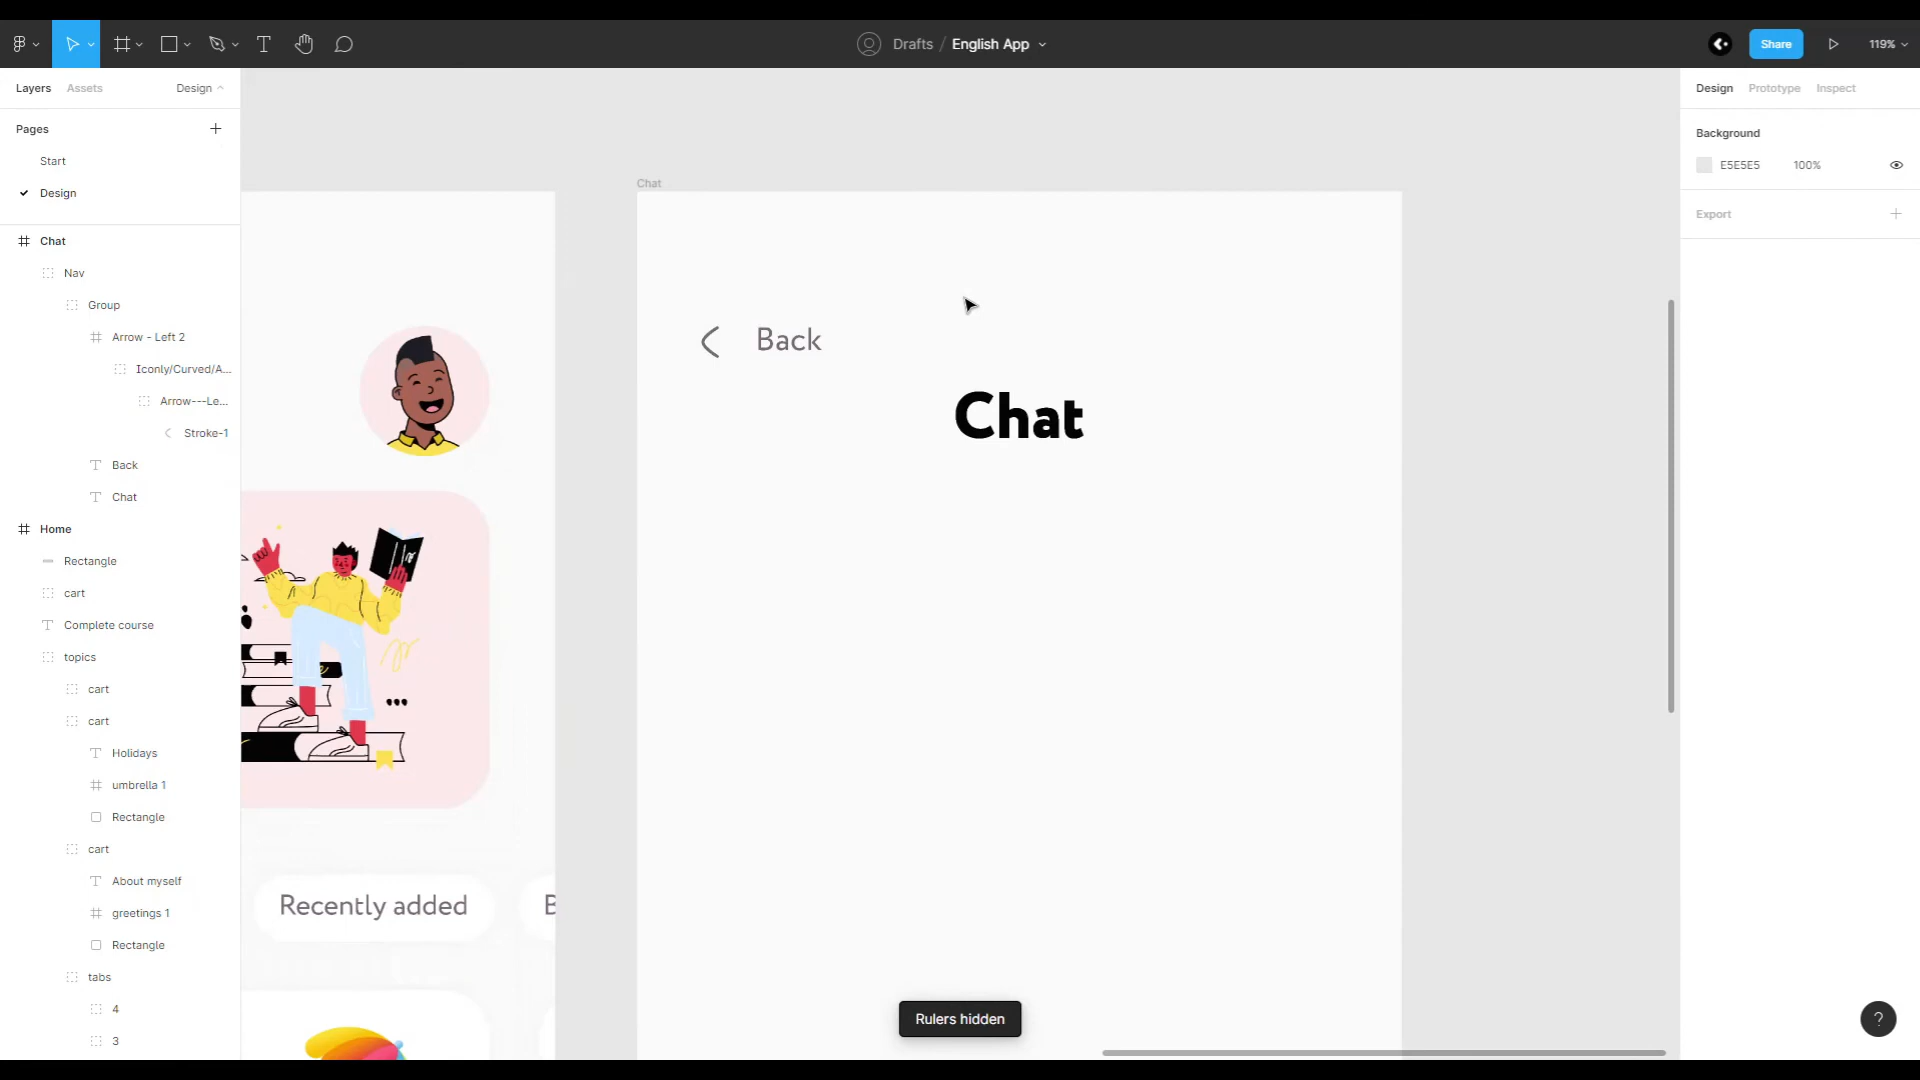 Drafts / English App
Share
119%
Layers
Assets
Design
Pages
Start
Design
Chat
Nav
Group
Arrow - Left 2
Iconly/Curved/A...
Arrow---Le...
Stroke-1
Back
Chat
Home
Rectangle
cart
Complete course
topics
cart
cart
Holidays
umbrella 1
Rectangle
cart
About myself
greetings 1
Rectangle
tabs
4
3
Chat
Back
Chat
Recently added
Rulers hidden
Design
Prototype
Inspect
Background
E5E5E5
100%
Export
?